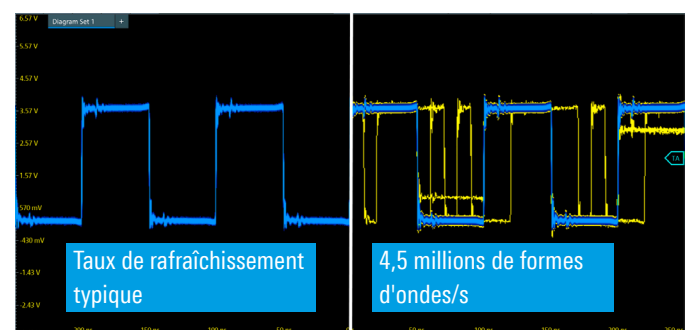 6.57 V
Diagram Set 1 +
5.57 V
4.57 V
3.57 V
2.57 V
1.57 V
570 mV
-430 mV
-1.43 V
-2.43 V
1A
Taux de rafraîchissement
typique
4,5 millions de formes
d'ondes/s